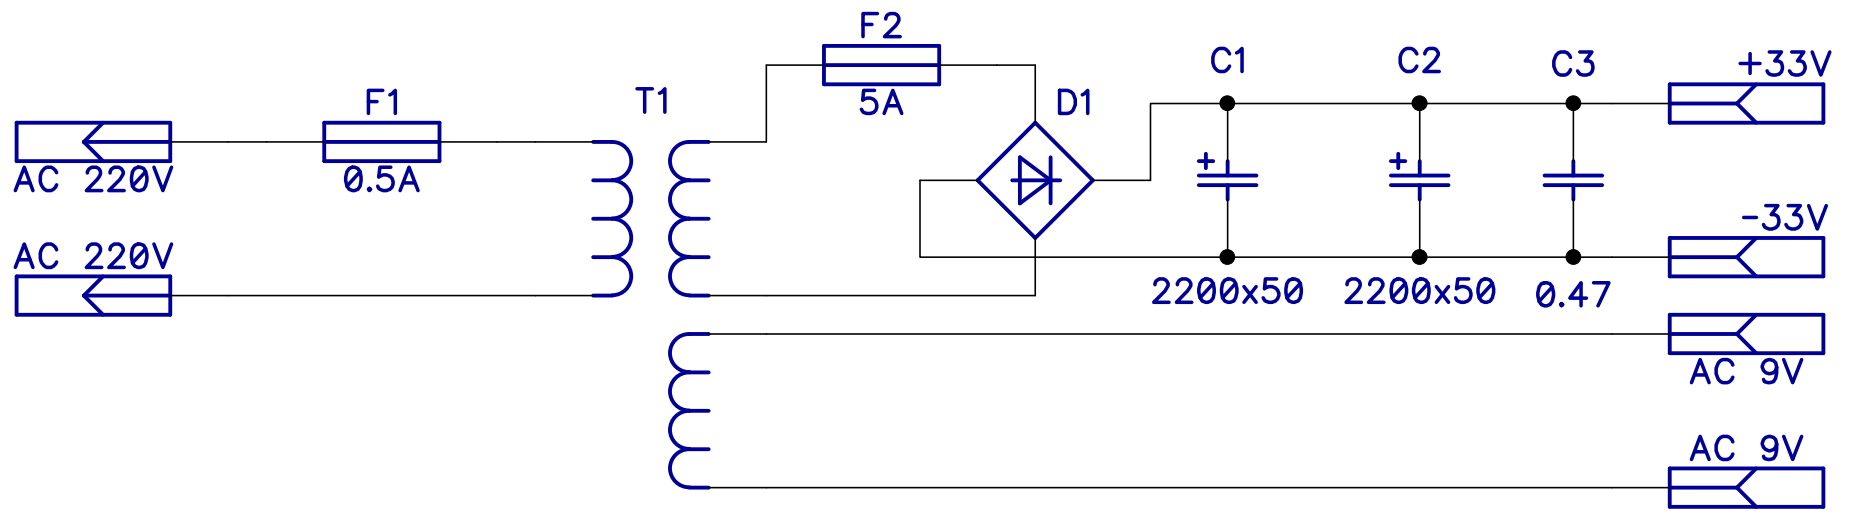 F2
C1
C2
C3
+33V
F1
T1
5A
D1
AC 220V
0.5A
+
+
-33V
AC 220V
2200x50
2200x50
0.47
AC 9V
AC 9V